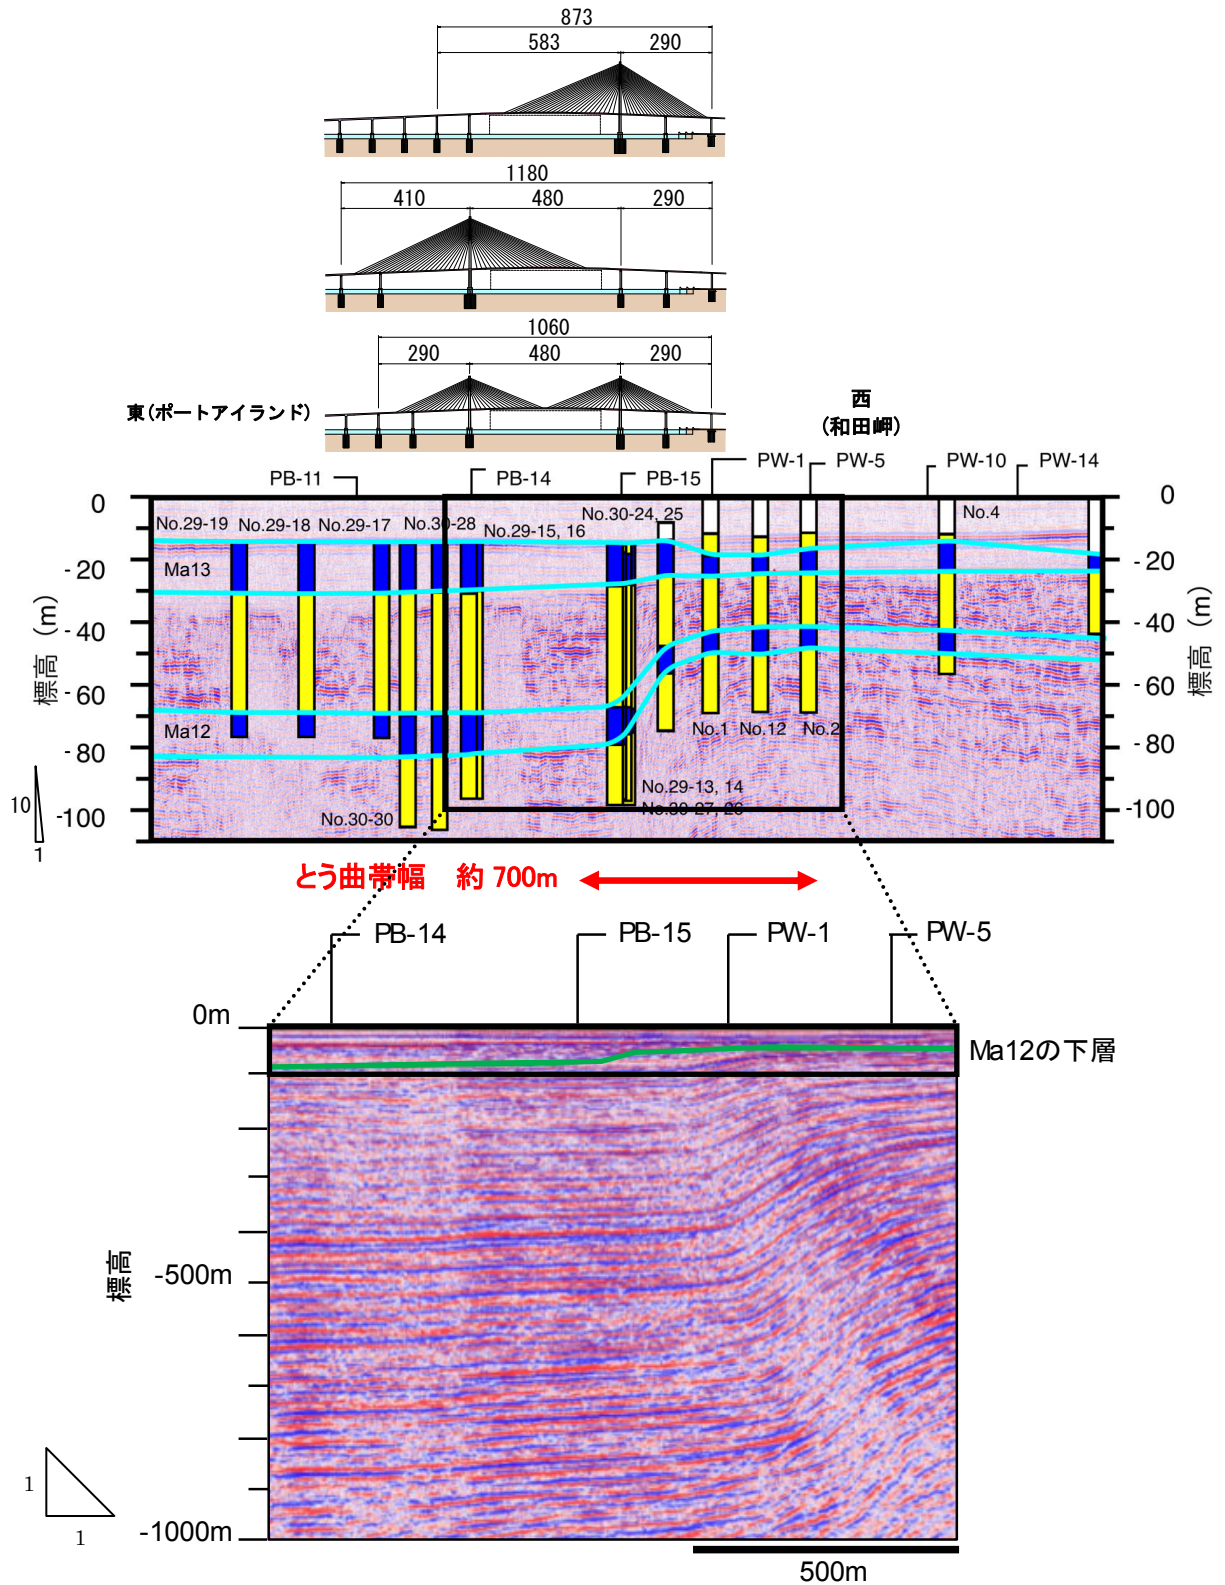 873
583 290
1180
410 480 290
1060
290 480 290
東(ポートアイランド)
西
(和田岬)
PB-11 PB-14 PB-15 PW-1 PW-5 PW-10 PW-14
0 0
No.29-19 No.29-18 No.29-17 No.30-28 No.29-15, 16 No.30-24, 25 No.4
-20 -20
Ma13
-40 -40
標高 (m) 標高 (m)
-60 -60
Ma12 No.1 No.12 No.2
-80 -80
No.29-13, 14
No.30-27, 26
-100 -100
No.30-30
10
1
とう曲帯幅 約 700m
PB-14 PB-15 PW-1 PW-5
0m
Ma12の下層
標高
-500m
1
1
-1000m
500m